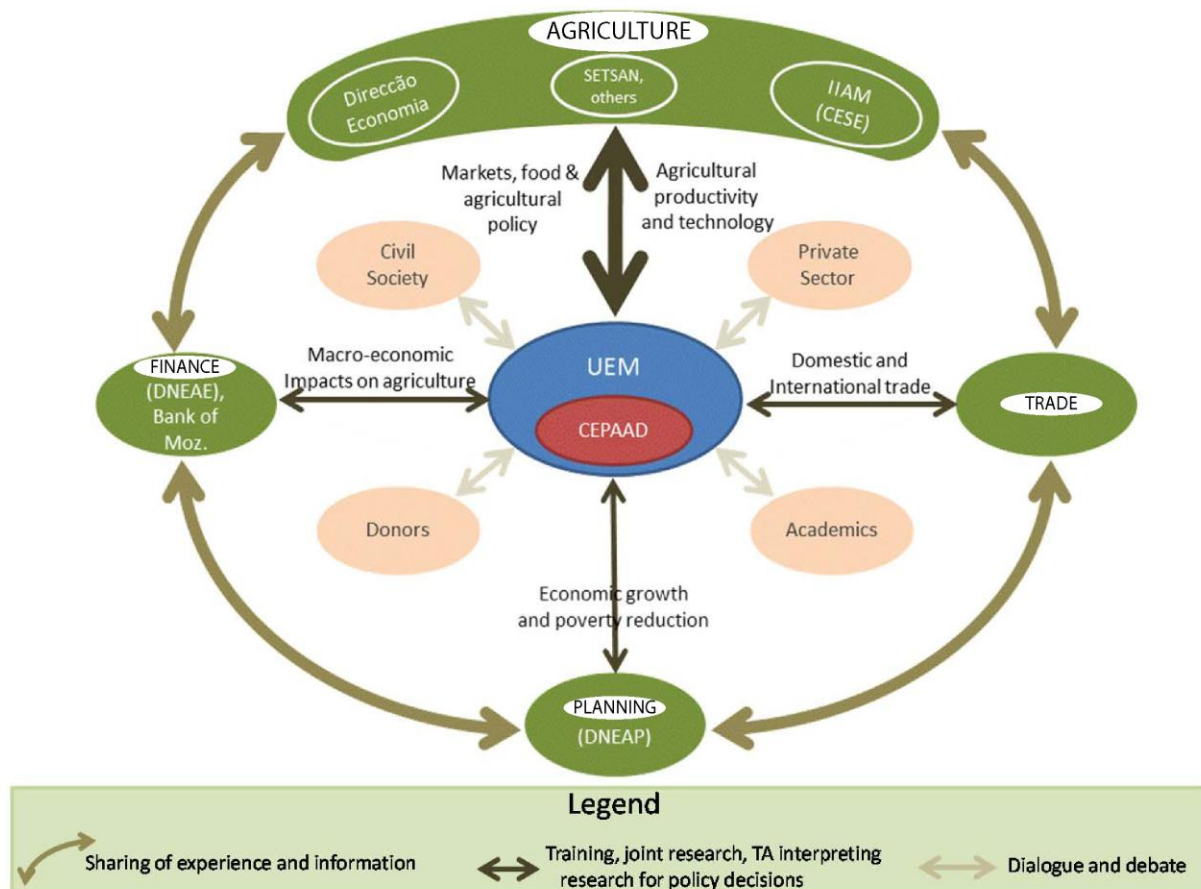 AGRICULTURE
Direcção
Economia
SETSAN,
others
IIAM
(CESE)
Markets, food &
agricultural
policy
Agricultural
productivity
and technology
Civil
Society
Private
Sector
FINANCE
(DNEAE),
Bank of
Moz.
Macro-economic
Impacts on agriculture
UEM
CEPAAD
Domestic and
International trade
TRADE
Donors
Academics
Economic growth
and poverty reduction
PLANNING
(DNEAP)
Legend
Sharing of experience and information
Training, joint research, TA interpreting
research for policy decisions
Dialogue and debate